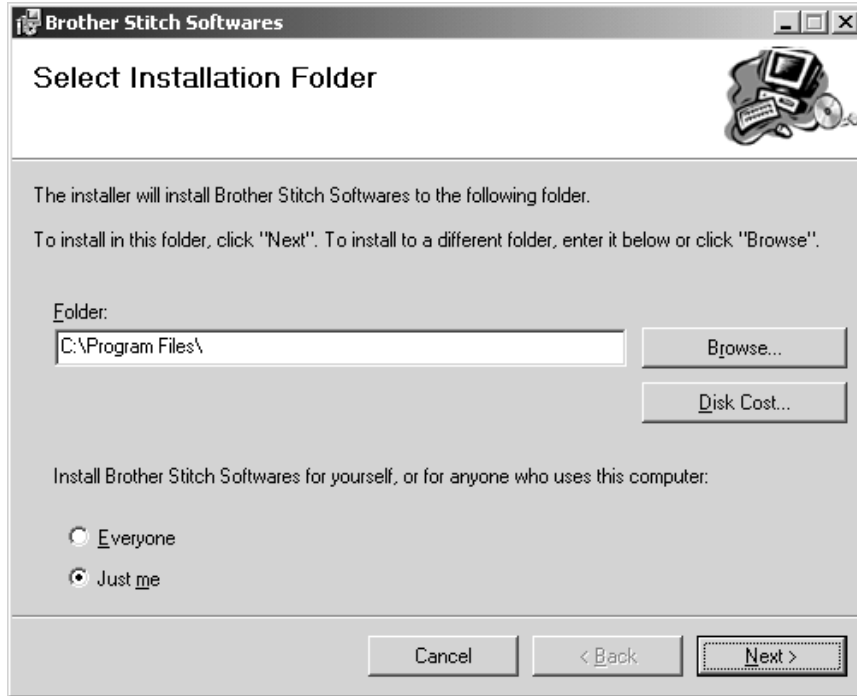 Brother Stitch Softwares
Select Installation Folder
The installer will install Brother Stitch Softwares to the following folder.
To install in this folder, click "Next". To install to a different folder, enter it below or click "Browse".
Folder:
C:\Program Files\
Browse...
Disk Cost...
Install Brother Stitch Softwares for yourself, or for anyone who uses this computer:
Everyone
Just me
Cancel
< Back
Next >